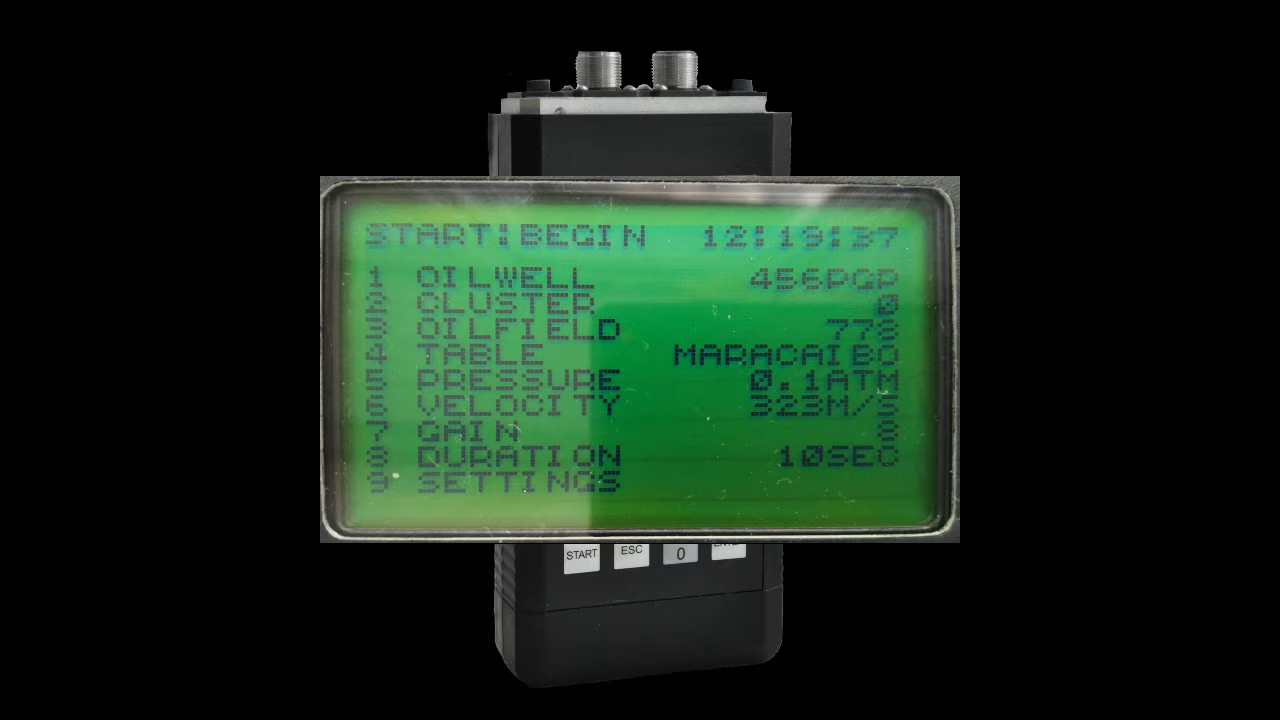 START:BEGIN 12:19:37
1 OILWELL 456PGP
2 CLUSTER 0
3 OILFIELD 778
4 TABLE MARACAIBO
5 PRESSURE 0.1ATM
6 VELOCITY 323M/S
7 GAIN 8
8 DURATION 10SEC
9 SETTINGS
START ESC 0